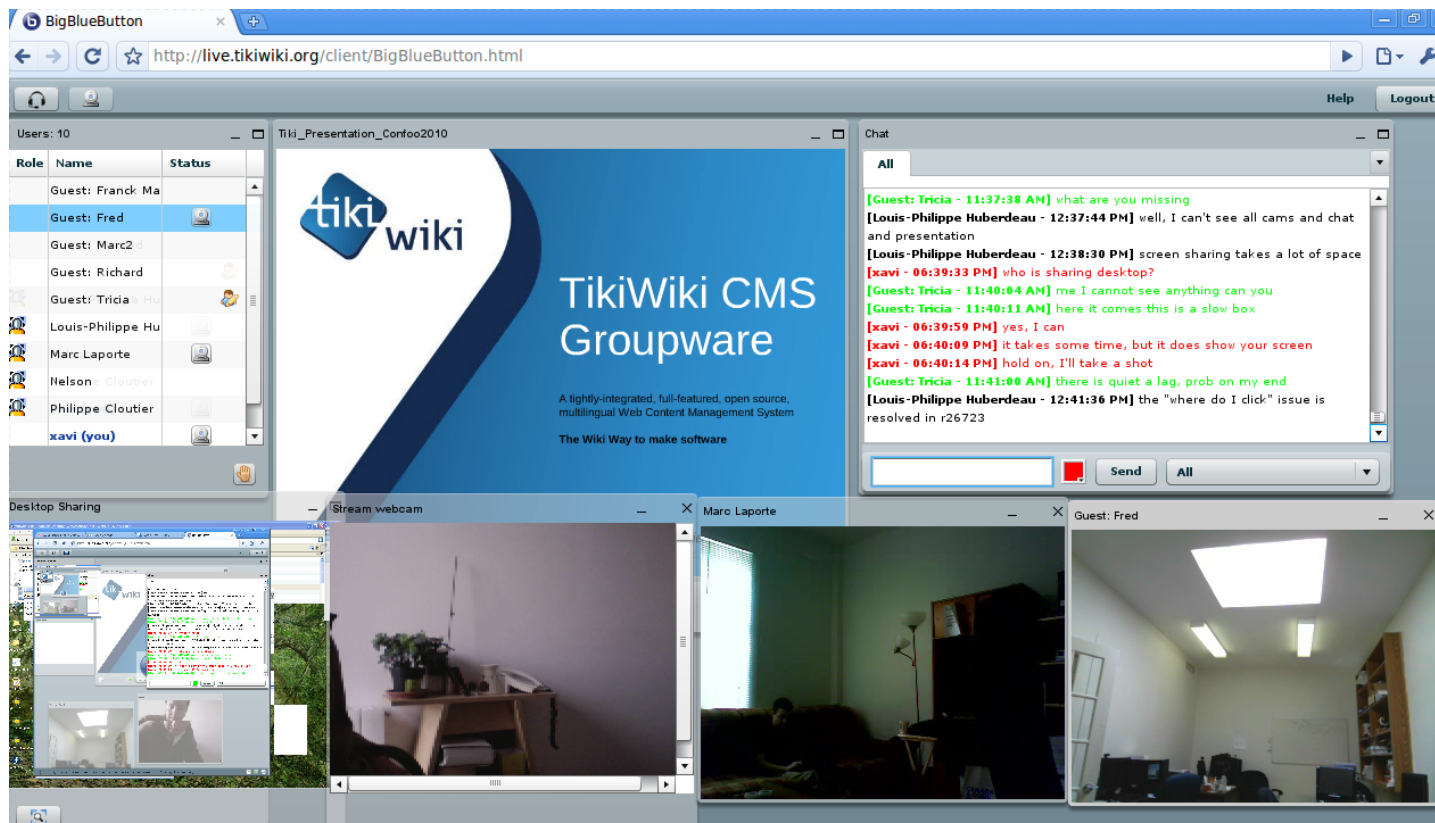 BigBlueButton
http://live.tikiwiki.org/client/BigBlueButton.html
Help
Logout
Users: 10
Role Name Status
Guest: Franck Ma
Guest: Fred
Guest: Marc2
Guest: Richard
Guest: Tricia
Louis-Philippe Hu
Marc Laporte
Nelson Cloutier
Philippe Cloutier
xavi (you)
Tiki_Presentation_Confoo2010
tiki
wiki
TikiWiki CMS
Groupware
A tightly-integrated, full-featured, open source,
multilingual Web Content Management System
The Wiki Way to make software
Chat
All
[Guest: Tricia - 11:37:38 AM] what are you missing
[Louis-Philippe Huberdeau - 12:37:44 PM] well, I can't see all cams and chat
and presentation
[Louis-Philippe Huberdeau - 12:38:30 PM] screen sharing takes a lot of space
[xavi - 06:39:33 PM] who is sharing desktop?
[Guest: Tricia - 11:40:04 AM] me I cannot see anything can you
[Guest: Tricia - 11:40:11 AM] here it comes this is a slow box
[xavi - 06:39:59 PM] yes, I can
[xavi - 06:40:09 PM] it takes some time, but it does show your screen
[xavi - 06:40:14 PM] hold on, I'll take a shot
[Guest: Tricia - 11:41:00 AM] there is quiet a lag, prob on my end
[Louis-Philippe Huberdeau - 12:41:36 PM] the "where do I click" issue is
resolved in r26723
Send
All
Desktop Sharing
Stream webcam
Marc Laporte
Guest: Fred
tiki
wiki